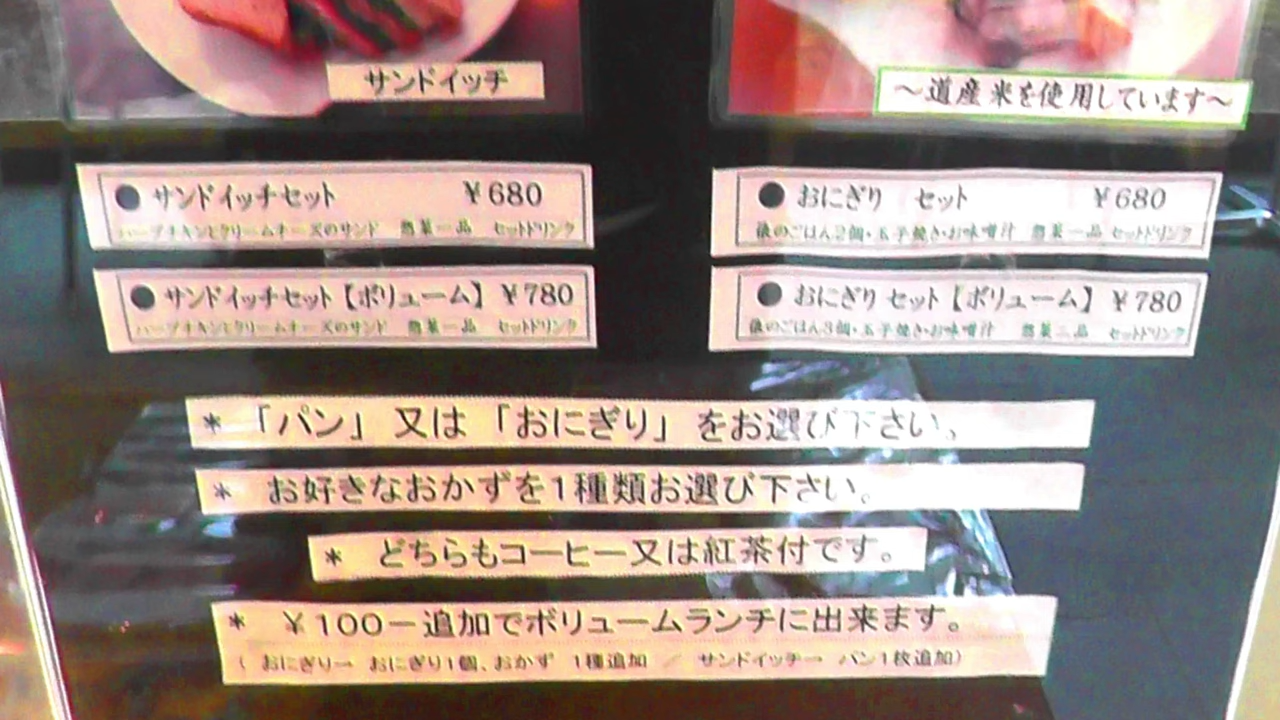 サンドイッチ
～道産米を使用しています～
● サンドイッチセット ￥680
ハーブチキンとクリームチーズのサンド 惣菜一品 セットドリンク
● サンドイッチセット【ボリューム】 ￥780
ハーブチキンとクリームチーズのサンド 惣菜一品 セットドリンク
● おにぎり セット ￥680
俵のごはん2個・玉子焼き・お味噌汁 惣菜一品 セットドリンク
● おにぎり セット【ボリューム】 ￥780
俵のごはん3個・玉子焼き・お味噌汁 惣菜二品 セットドリンク
* 「パン」又は「おにぎり」をお選び下さい。
* お好きなおかずを1種類お選び下さい。
* どちらもコーヒー又は紅茶付です。
* ￥100－追加でボリュームランチに出来ます。
( おにぎりー おにぎり1個、おかず 1種追加 ／ サンドイッチー パン1枚追加)